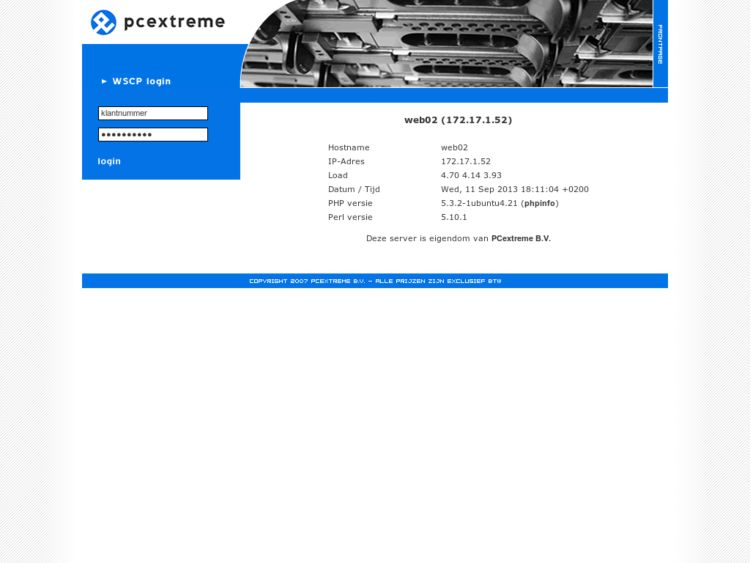 pcextreme
FRONTPAGE
► WSCP login
klantnummer
••••••••••
login
web02 (172.17.1.52)
Hostname web02
IP-Adres 172.17.1.52
Load 4.70 4.14 3.93
Datum / Tijd Wed, 11 Sep 2013 18:11:04 +0200
PHP versie 5.3.2-1ubuntu4.21 (phpinfo)
Perl versie 5.10.1
Deze server is eigendom van PCextreme B.V.
COPYRIGHT 2007 PCEXTREME B.V. - ALLE PRIJZEN ZIJN EXCLUSIEF BTW